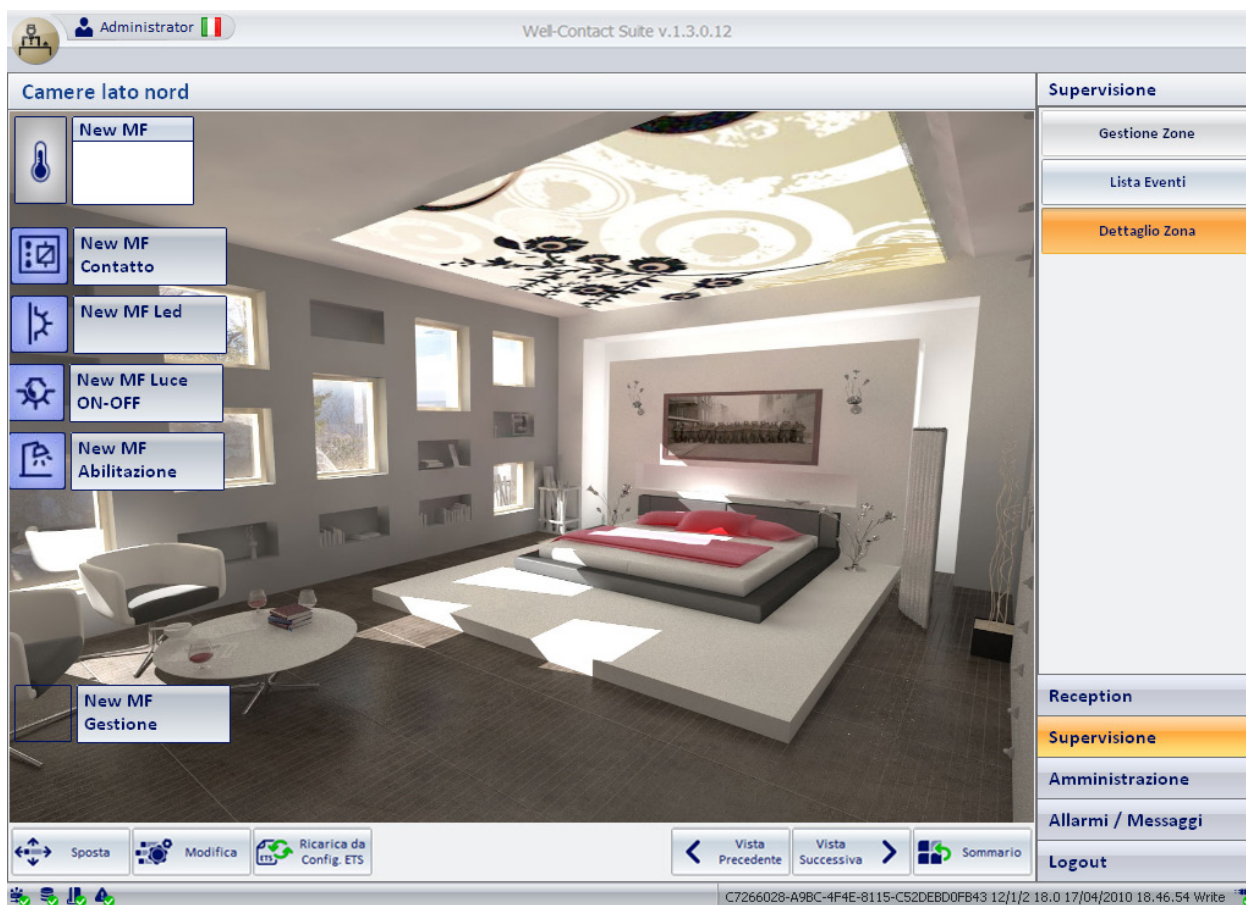 Administrator
Well-Contact Suite v.1.3.0.12
Camere lato nord
Supervisione
New MF
Gestione Zone
Lista Eventi
Dettaglio Zona
New MF
Contatto
New MF Led
New MF Luce
ON-OFF
New MF
Abilitazione
New MF
Gestione
Reception
Supervisione
Amministrazione
Allarmi / Messaggi
Logout
Sposta
Modifica
ETS
Ricarica da
Config. ETS
Vista
Precedente
Vista
Successiva
Sommario
C7266028-A9BC-4F4E-8115-C52DEBD0FB43 12/1/2 18.0 17/04/2010 18.46.54 Write